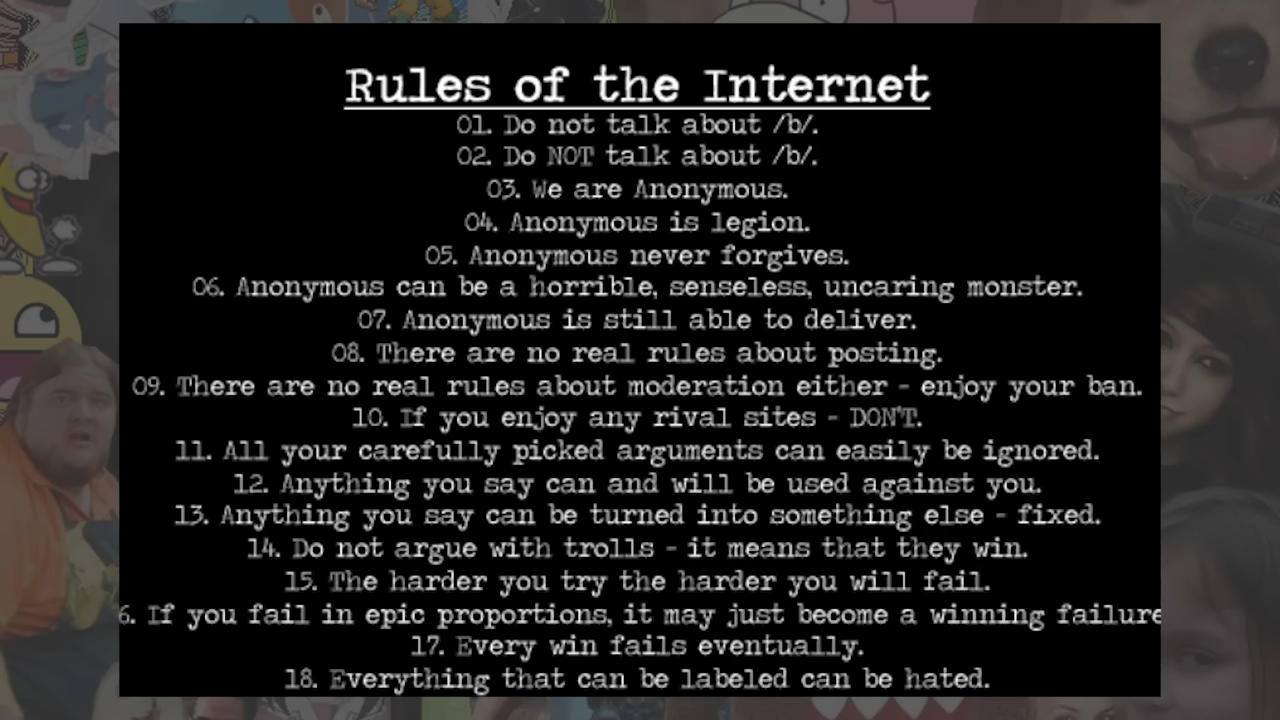 Rules of the Internet
01. Do not talk about /b/.
02. Do NOT talk about /b/.
03. We are Anonymous.
04. Anonymous is legion.
05. Anonymous never forgives.
06. Anonymous can be a horrible, senseless, uncaring monster.
07. Anonymous is still able to deliver.
08. There are no real rules about posting.
09. There are no real rules about moderation either - enjoy your ban.
10. If you enjoy any rival sites - DON'T.
11. All your carefully picked arguments can easily be ignored.
12. Anything you say can and will be used against you.
13. Anything you say can be turned into something else - fixed.
14. Do not argue with trolls - it means that they win.
15. The harder you try the harder you will fail.
6. If you fail in epic proportions, it may just become a winning failure
17. Every win fails eventually.
18. Everything that can be labeled can be hated.